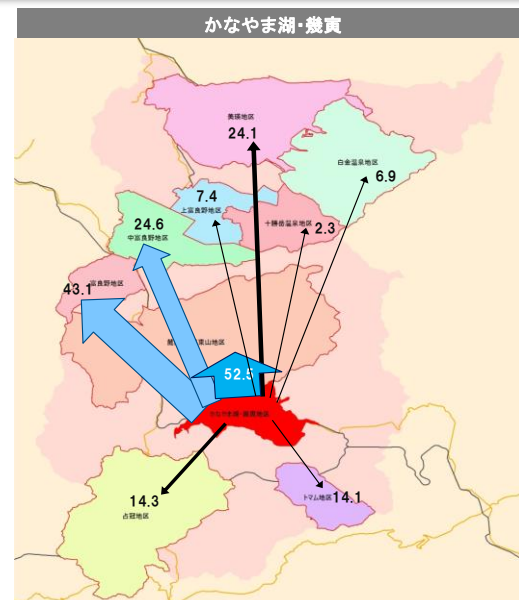 かなやま湖・幾寅
美瑛地区
24.1
白金温泉地区
6.9
7.4
上富良野地区
十勝岳温泉地区
2.3
24.6
中富良野地区
43.1
富良野地区
山地区
52.5
かなやま湖・幾寅地区
14.3
占冠地区
トマム地区
14.1